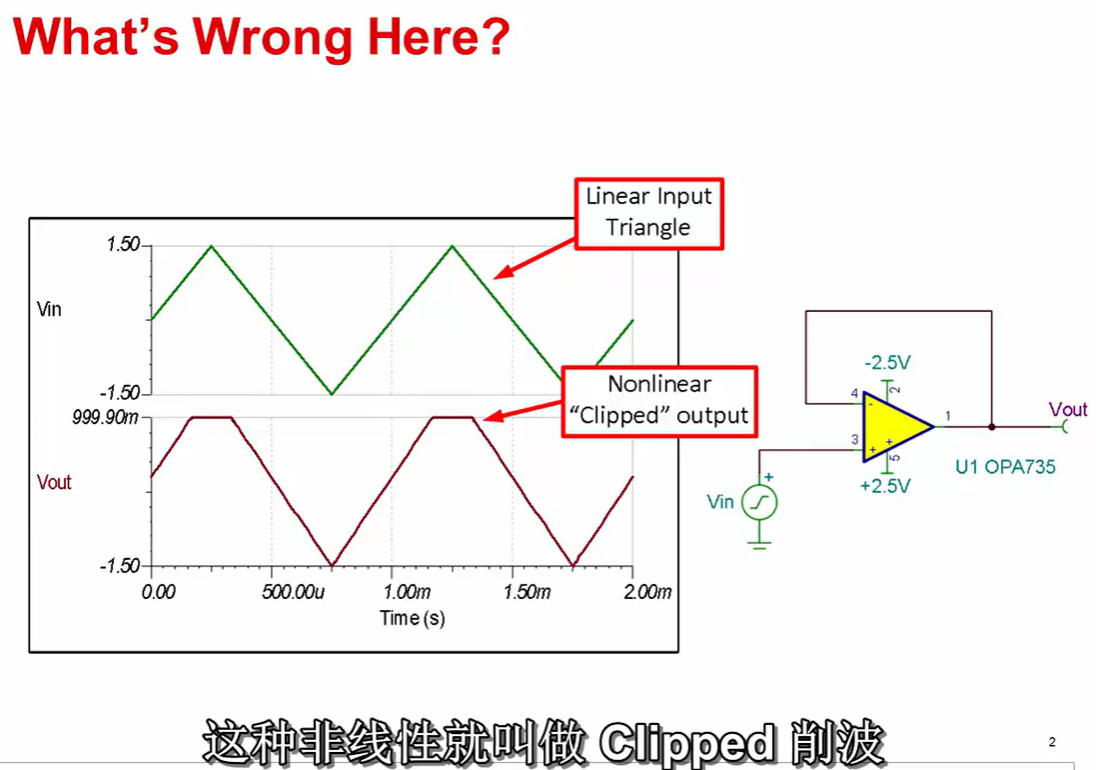 What's Wrong Here?
Linear Input
Triangle
1.50
Vin
-1.50
Nonlinear
“Clipped” output
999.90m
Vout
-1.50
0.00 500.00u 1.00m 1.50m 2.00m
Time (s)
-2.5V
4
2
-
1
Vout
3
+
+
5
U1 OPA735
+2.5V
Vin
+
这种非线性就叫做 Clipped 削波
2